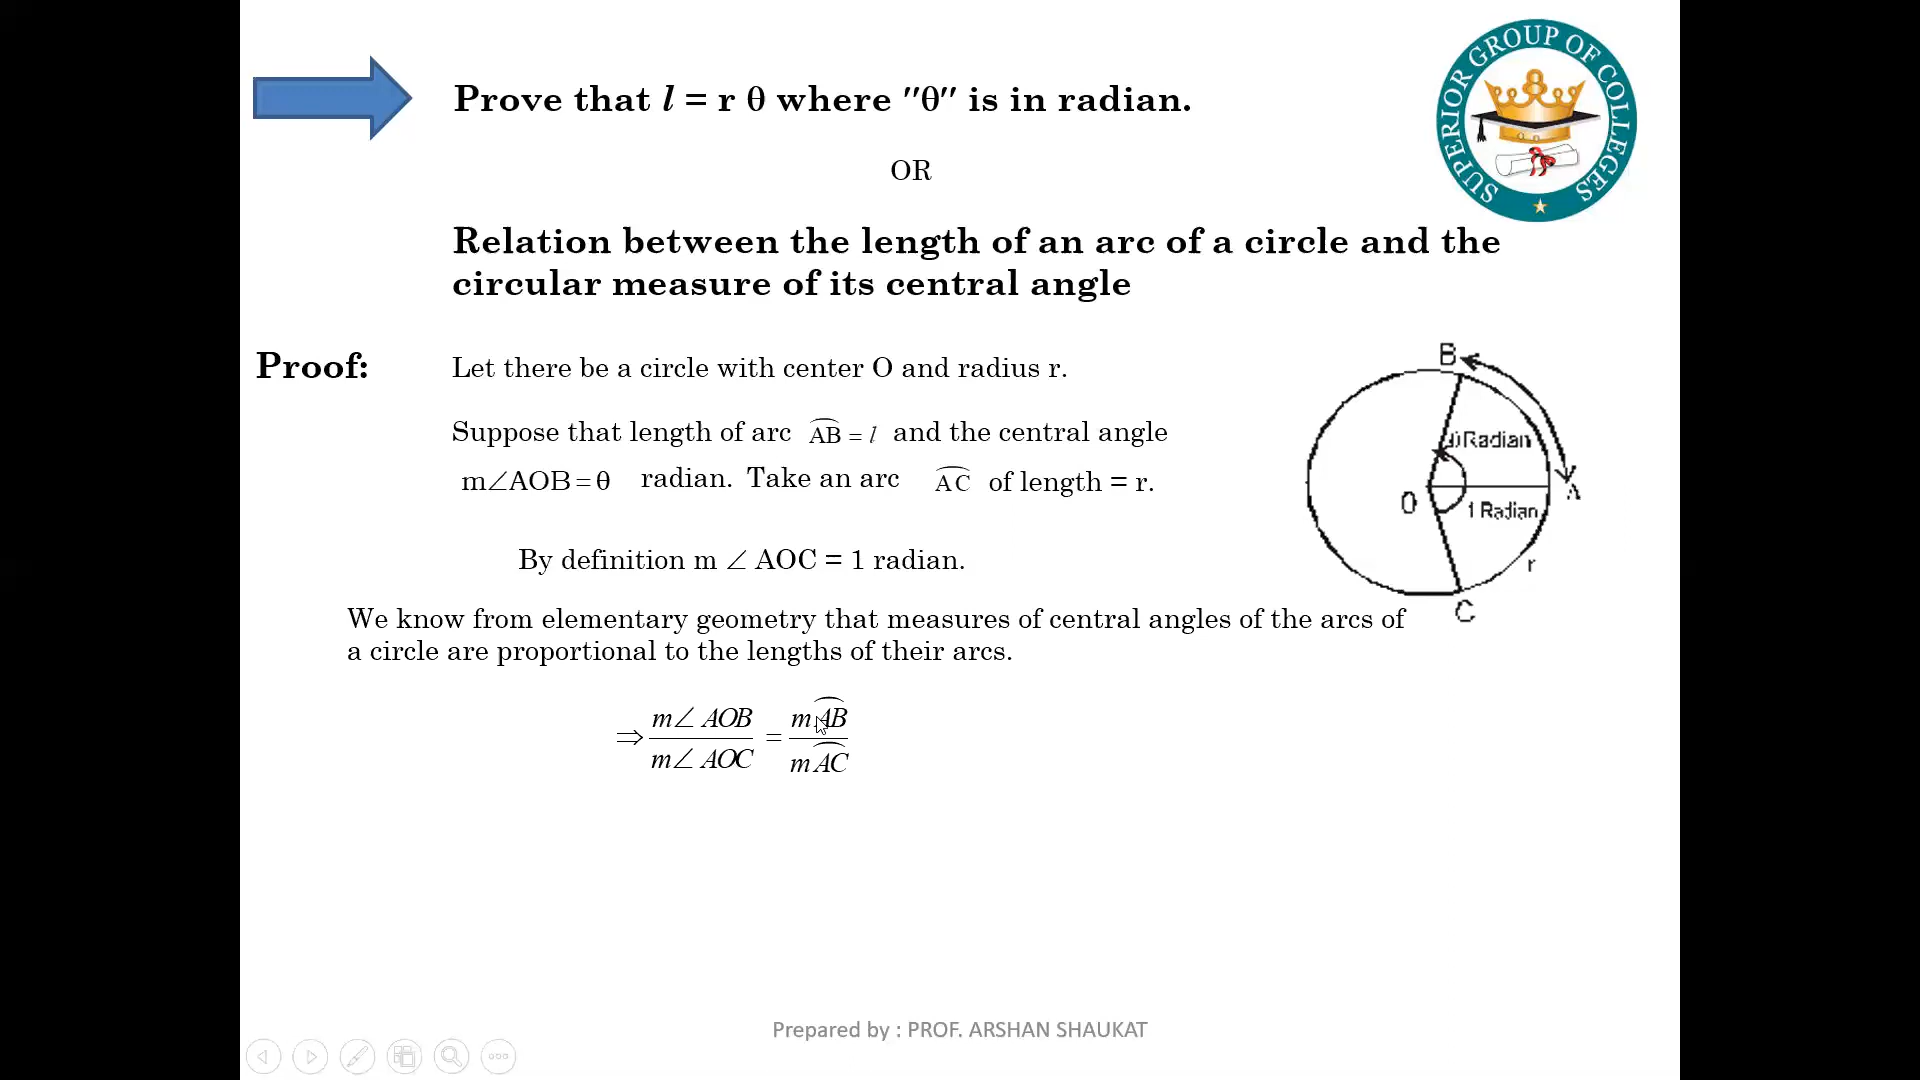 SUPERIOR GROUP OF COLLEGES
Prove that l = r θ where "θ" is in radian.
OR
Relation between the length of an arc of a circle and the
circular measure of its central angle
Proof:
Let there be a circle with center O and radius r.
Suppose that length of arc A͡B = l and the central angle
m∠AOB = θ radian. Take an arc A͡C of length = r.
By definition m ∠ AOC = 1 radian.
We know from elementary geometry that measures of central angles of the arcs of
a circle are proportional to the lengths of their arcs.
⇒ m∠AOB / m∠AOC = m A͡B / m A͡C
B
θ Radian
A
O
1 Radian
r
C
Prepared by : PROF. ARSHAN SHAUKAT